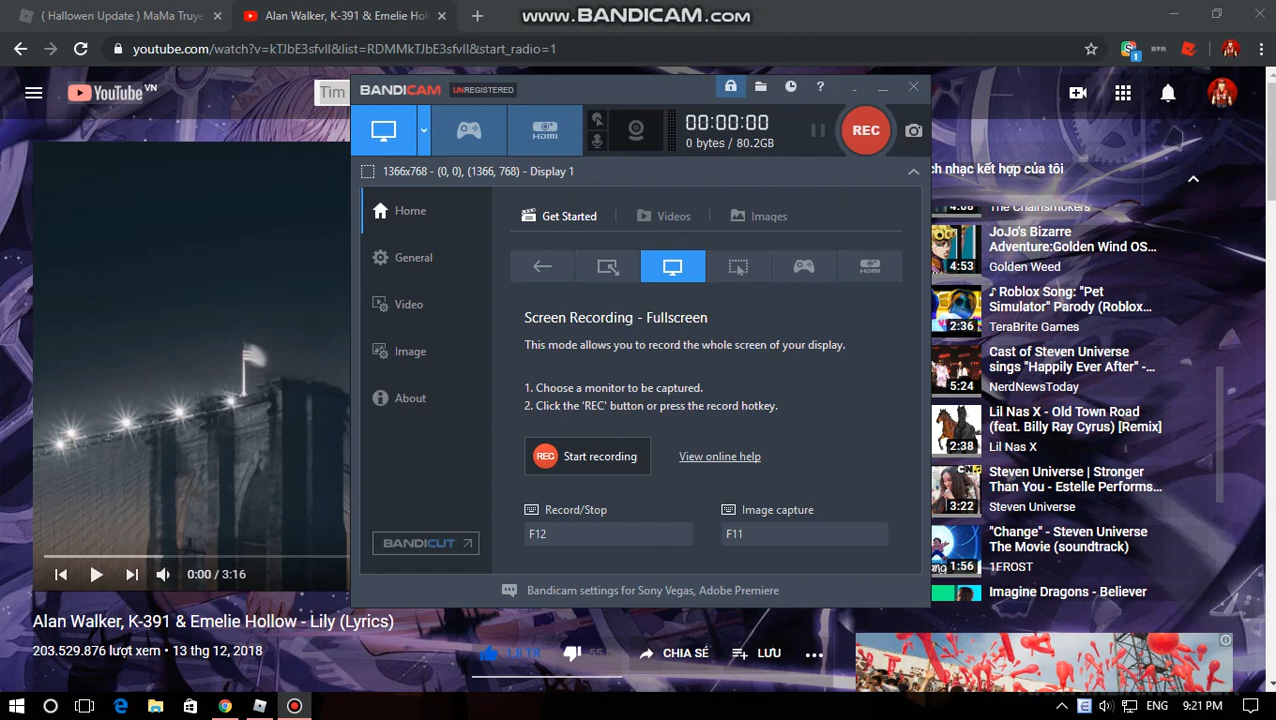 ( Hallowen Update ) MaMa Truye
Alan Walker, K-391 & Emelie Hol
www.BANDICAM.com
youtube.com/watch?v=kTJbE3sfvlI&list=RDMMkTJbE3sfvlI&start_radio=1
YouTube VN
Tìm
BANDICAM UNREGISTERED
00:00:00
0 bytes / 80.2GB
HDMI
REC
1366x768 - (0, 0), (1366, 768) - Display 1
Home
General
Video
Image
About
BANDICUT
Get Started
Videos
Images
HDMI
Screen Recording - Fullscreen
This mode allows you to record the whole screen of your display.
1. Choose a monitor to be captured.
2. Click the 'REC' button or press the record hotkey.
REC Start recording
View online help
Record/Stop
F12
Image capture
F11
Bandicam settings for Sony Vegas, Adobe Premiere
ch nhạc kết hợp của tôi
4:08
The Chainsmokers
JoJo's Bizarre
Adventure:Golden Wind OS...
4:53
Golden Weed
♪ Roblox Song: "Pet
Simulator" Parody (Roblox...
2:36
TeraBrite Games
Cast of Steven Universe
sings "Happily Ever After" -...
5:24
NerdNewsToday
Lil Nas X - Old Town Road
(feat. Billy Ray Cyrus) [Remix]
2:38
Lil Nas X
Steven Universe | Stronger
Than You - Estelle Performs...
3:22
Steven Universe
"Change" - Steven Universe
The Movie (soundtrack)
1:56
1FROST
Imagine Dragons - Believer
0:00 / 3:16
Alan Walker, K-391 & Emelie Hollow - Lily (Lyrics)
203.529.876 lượt xem • 13 thg 12, 2018
1,8 TR
55 N
CHIA SẺ
LƯU
ENG
9:21 PM